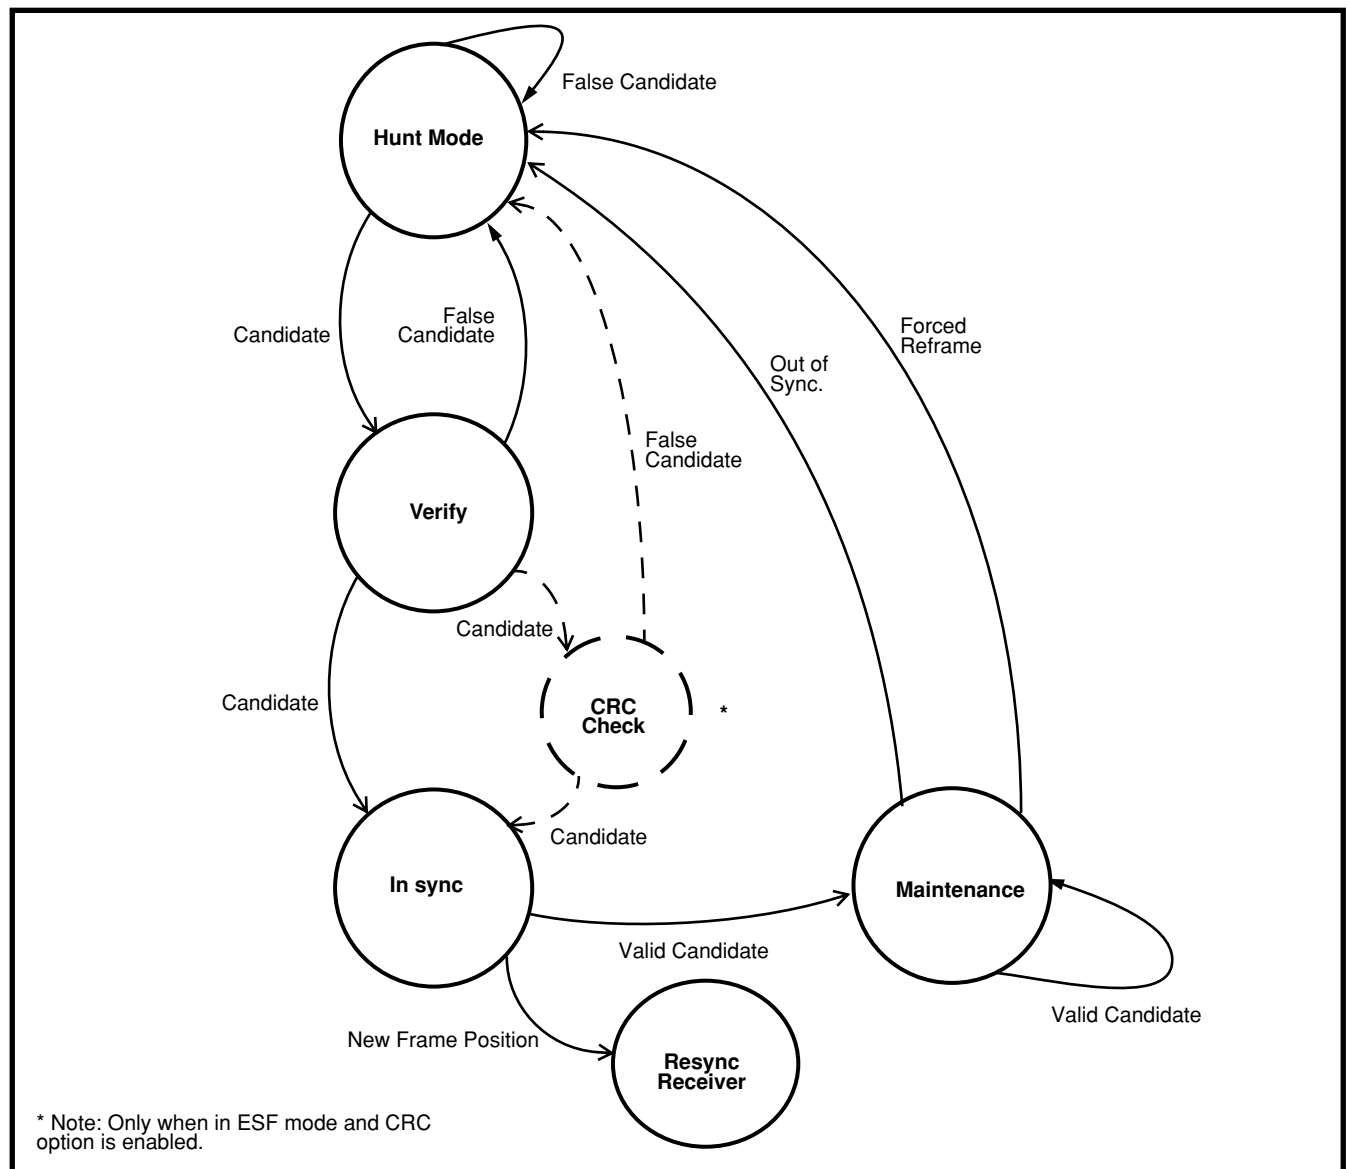 False Candidate
Hunt Mode
False
Candidate
Candidate
Forced
Reframe
Out of
Sync.
False
Candidate
Verify
Candidate
Candidate
CRC
Check
*
Candidate
In sync
Maintenance
Valid Candidate
Valid Candidate
New Frame Position
Resync
Receiver
* Note: Only when in ESF mode and CRC
option is enabled.